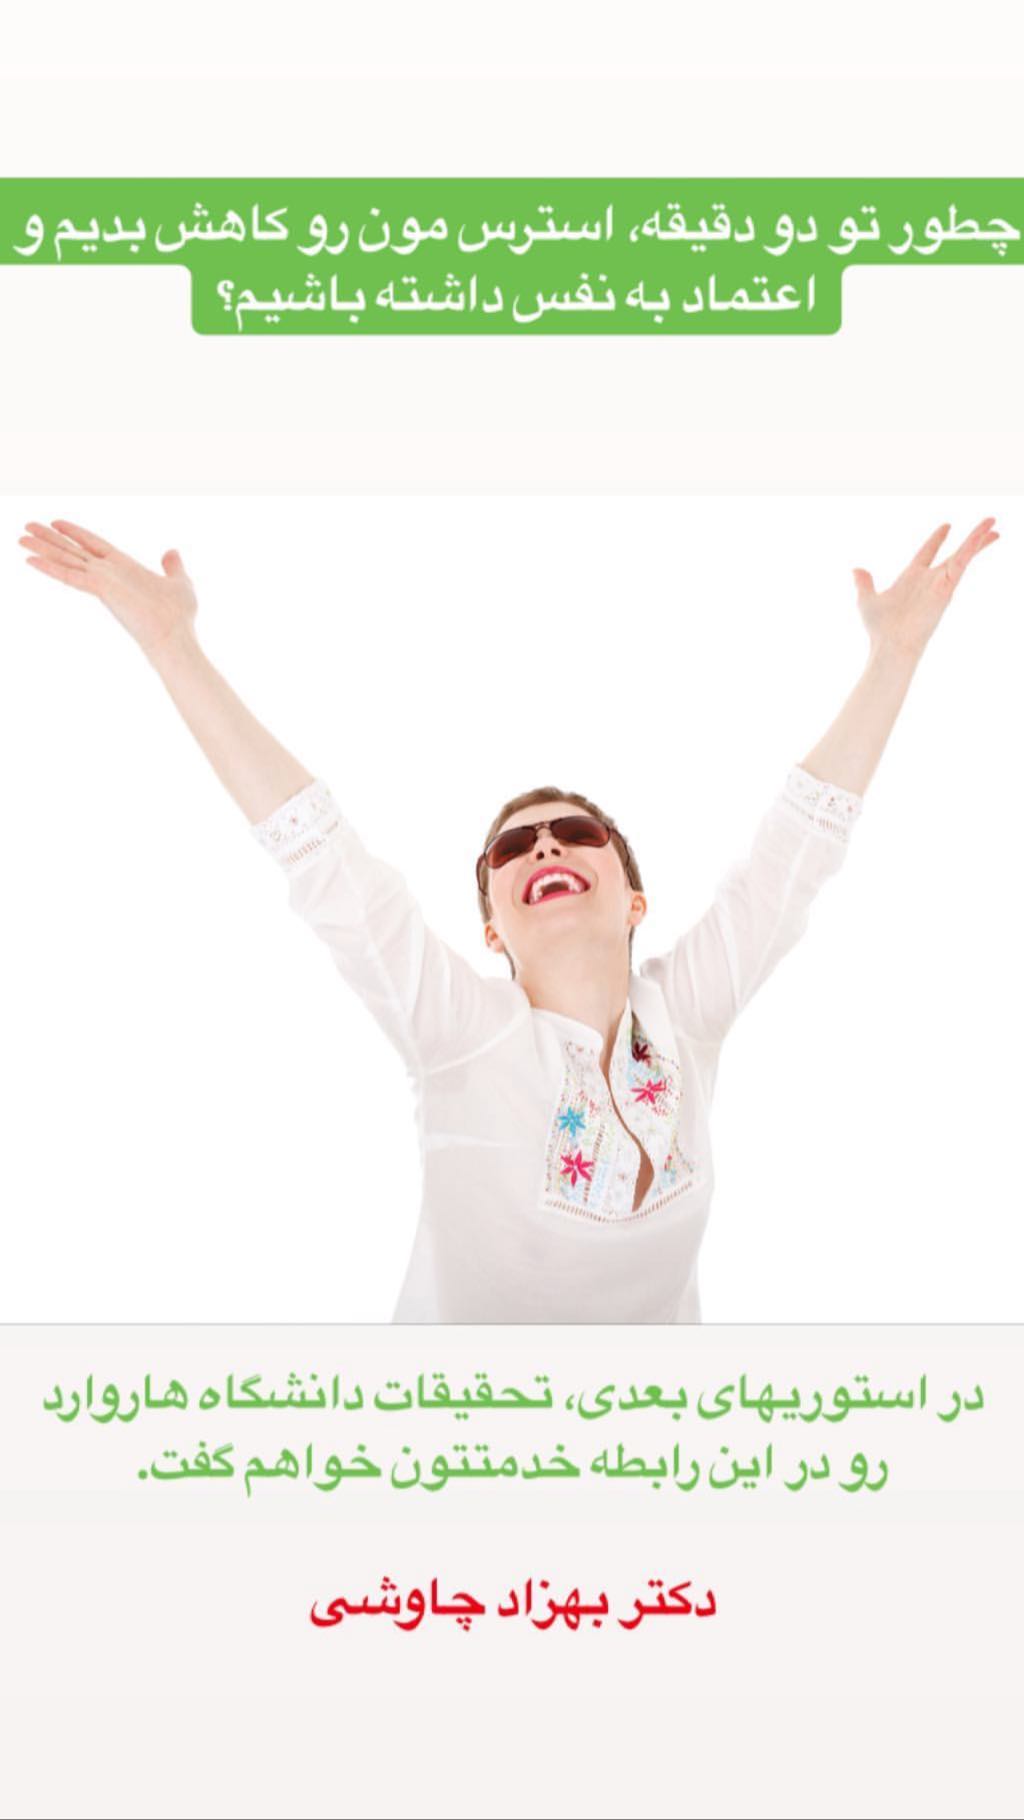 چطور تو دو دقیقه، استرس مون رو کاهش بدیم و
اعتماد به نفس داشته باشیم؟
در استوریهای بعدی، تحقیقات دانشگاه هاروارد
رو در این رابطه خدمتتون خواهم گفت.
دکتر بهزاد چاوشی